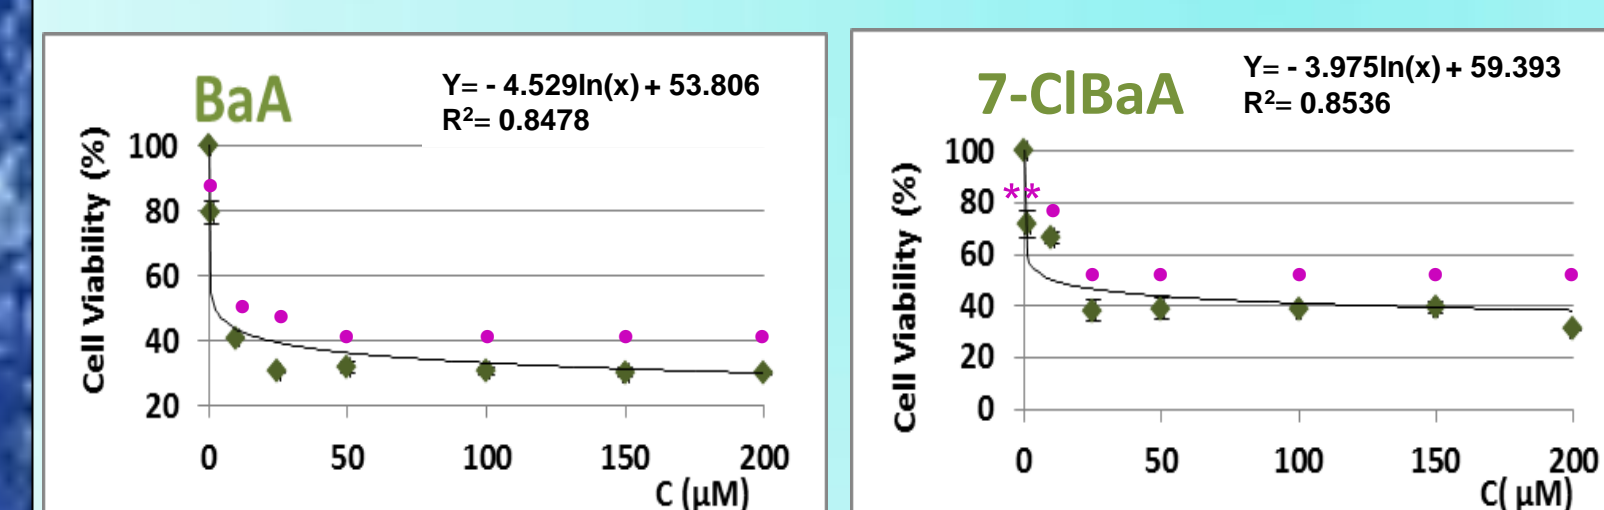 BaA
Y= - 4.529ln(x) + 53.806
R²= 0.8478
Cell Viability (%)
100
80
60
40
20
0 50 100 150 200
C (µM)
7-ClBaA
Y= - 3.975ln(x) + 59.393
R²= 0.8536
Cell Viability (%)
100
**
80
60
40
20
0
0 50 100 150 200
C( µM)